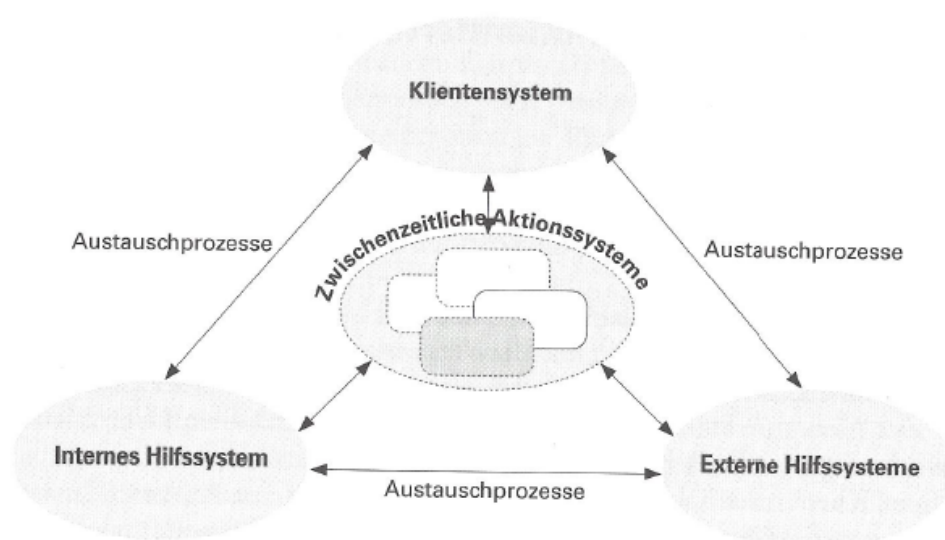 Klientensystem
Zwischenzeitliche Aktionssysteme
Austauschprozesse
Austauschprozesse
Internes Hilfssystem
Externe Hilfssysteme
Austauschprozesse